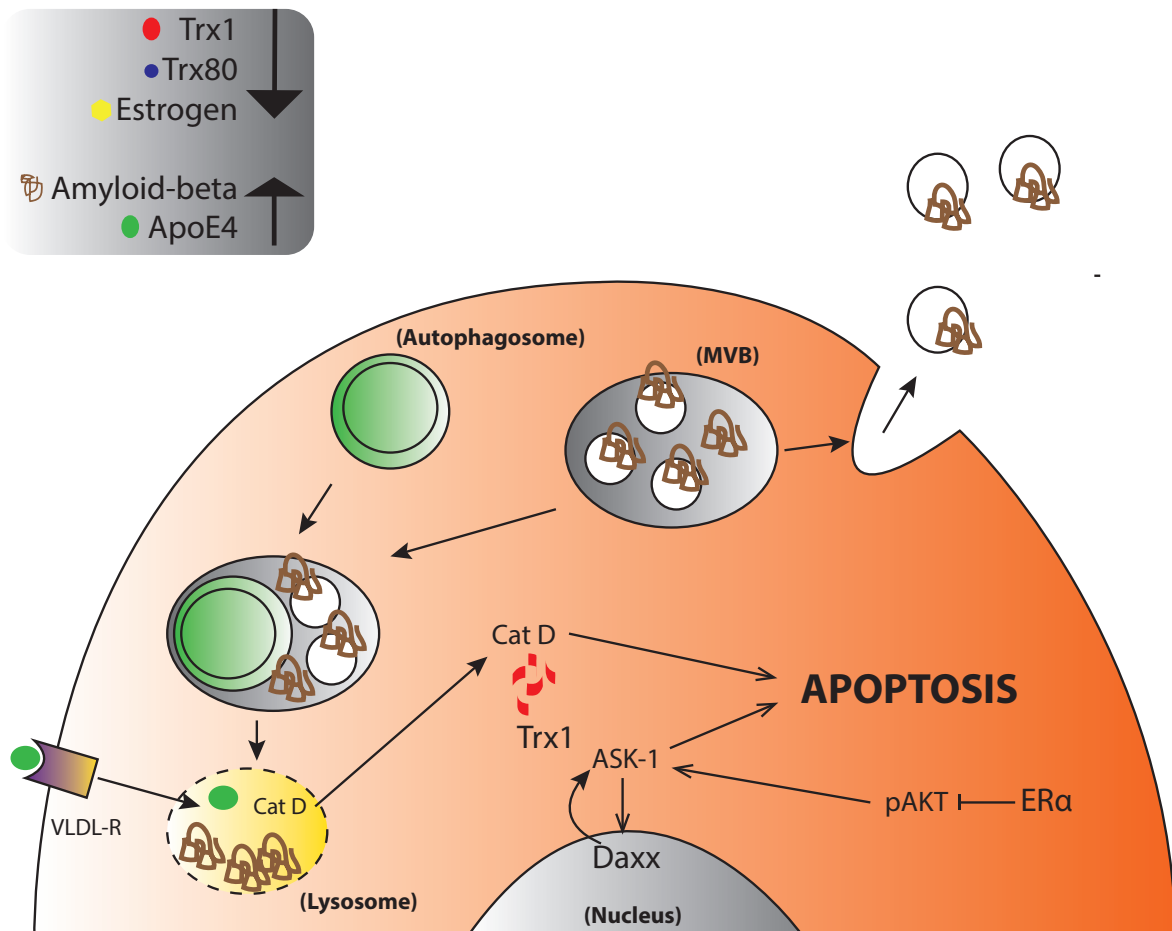 Trx1
Trx80
Estrogen
Amyloid-beta
ApoE4
-
(Autophagosome)
(MVB)
Cat D
APOPTOSIS
Trx1
ASK-1
pAKT
ERα
VLDL-R
Cat D
Daxx
(Lysosome)
(Nucleus)